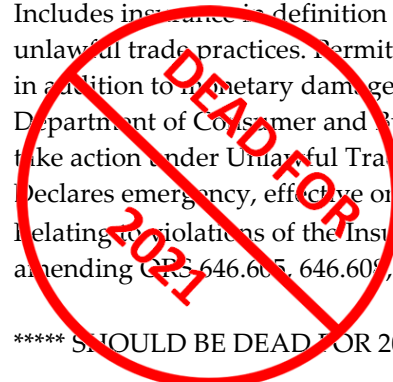 Includes insurance in definition
unlawful trade practices. Permit
in addition to monetary damage
Department of Consumer and B
take action under Unlawful Tra
Declares emergency, effective on
Relating to violations of the Insu
amending ORS 646.605, 646.608,
***** SHOULD BE DEAD FOR 20
DEAD FOR
2021